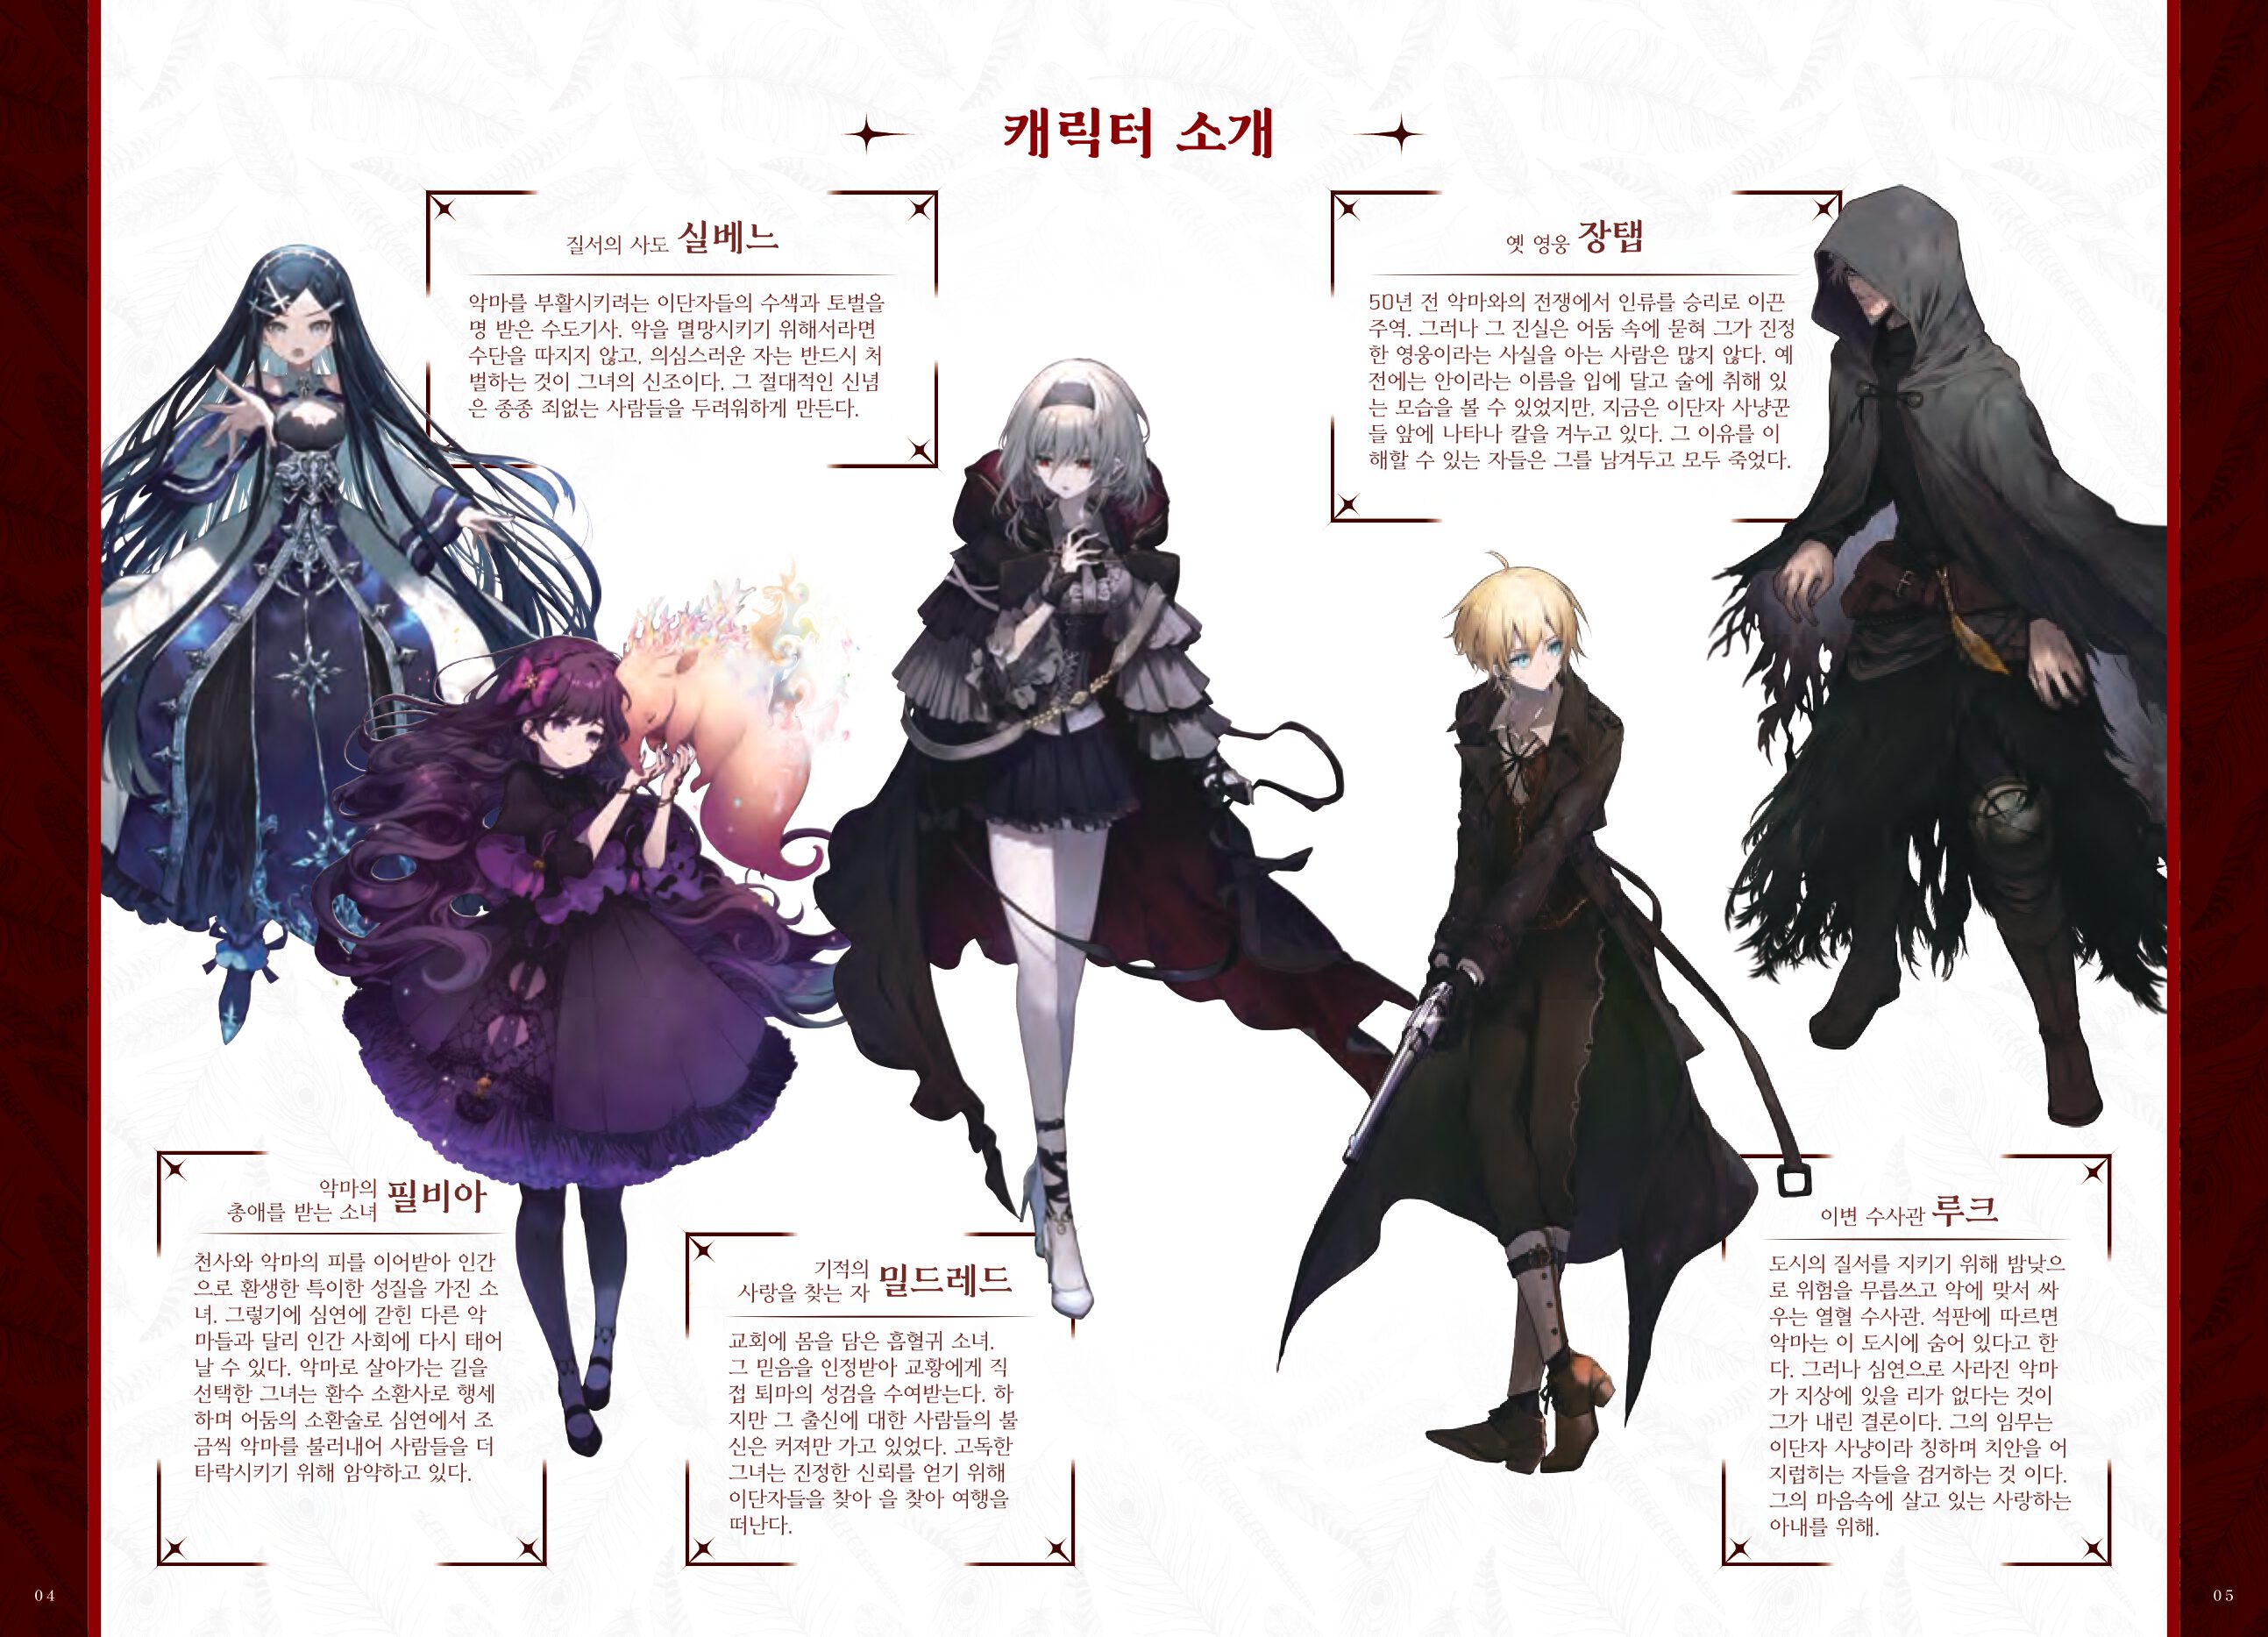 캐릭터 소개
질서의 사도 실베느
악마를 부활시키려는 이단자들의 수색과 토벌을
명 받은 수도기사. 악을 멸망시키기 위해서라면
수단을 따지지 않고, 의심스러운 자는 반드시 처
벌하는 것이 그녀의 신조이다. 그 절대적인 신념
은 종종 죄없는 사람들을 두려워하게 만든다.
옛 영웅 장탭
50년 전 악마와의 전쟁에서 인류를 승리로 이끈
주역. 그러나 그 진실은 어둠 속에 묻혀 그가 진정
한 영웅이라는 사실을 아는 사람은 많지 않다. 예
전에는 안이라는 이름을 입에 달고 술에 취해 있
는 모습을 볼 수 있었지만, 지금은 이단자 사냥꾼
들 앞에 나타나 칼을 겨누고 있다. 그 이유를 이
해할 수 있는 자들은 그를 남겨두고 모두 죽었다.
악마의
총애를 받는 소녀 필비아
천사와 악마의 피를 이어받아 인간
으로 환생한 특이한 성질을 가진 소
녀. 그렇기에 심연에 갇힌 다른 악
마들과 달리 인간 사회에 다시 태어
날 수 있다. 악마로 살아가는 길을
선택한 그녀는 환수 소환사로 행세
하며 어둠의 소환술로 심연에서 조
금씩 악마를 불러내어 사람들을 더
타락시키기 위해 암약하고 있다.
기적의
사랑을 찾는 자 밀드레드
교회에 몸을 담은 흡혈귀 소녀.
그 믿음을 인정받아 교황에게 직
접 퇴마의 성검을 수여받는다. 하
지만 그 출신에 대한 사람들의 불
신은 커져만 가고 있었다. 고독한
그녀는 진정한 신뢰를 얻기 위해
이단자들을 찾아 을 찾아 여행을
떠난다.
이변 수사관 루크
도시의 질서를 지키기 위해 밤낮으
로 위험을 무릅쓰고 악에 맞서 싸
우는 열혈 수사관. 석판에 따르면
악마는 이 도시에 숨어 있다고 한
다. 그러나 심연으로 사라진 악마
가 지상에 있을 리가 없다는 것이
그가 내린 결론이다. 그의 임무는
이단자 사냥이라 칭하며 치안을 어
지럽히는 자들을 검거하는 것 이다.
그의 마음속에 살고 있는 사랑하는
아내를 위해.
04
05